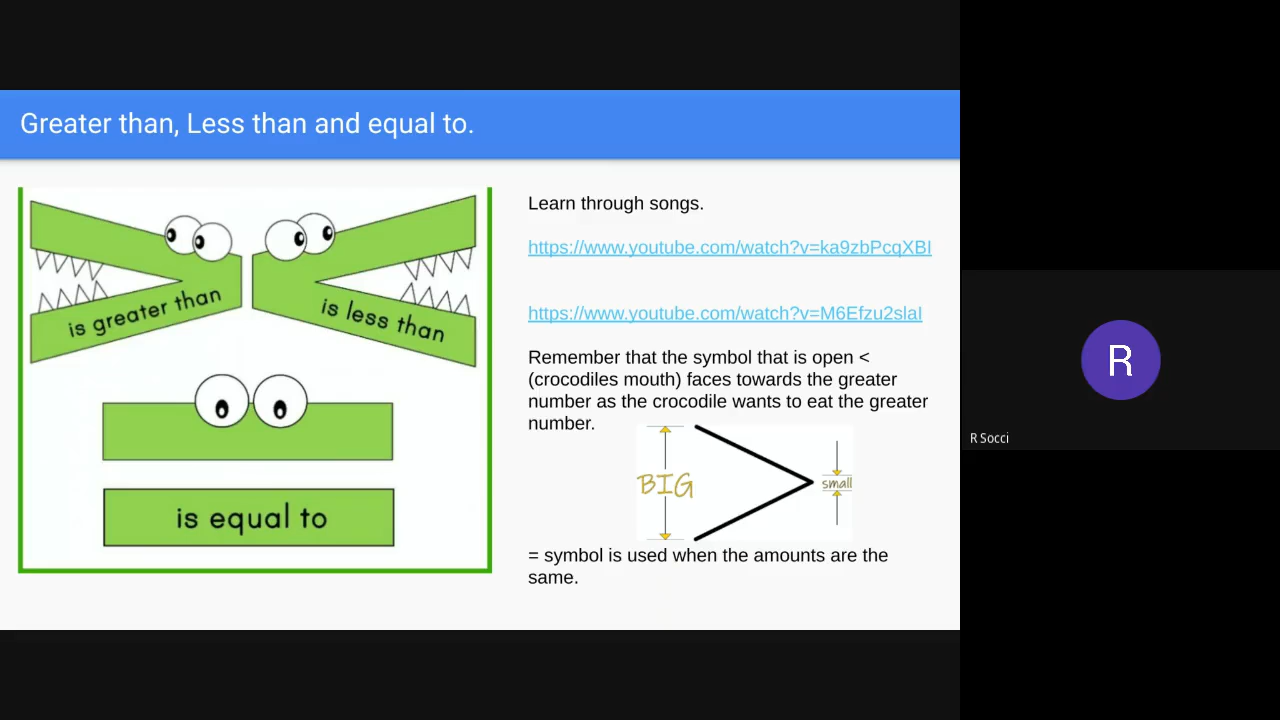 Greater than, Less than and equal to.
is greater than
is less than
is equal to
Learn through songs.
https://www.youtube.com/watch?v=ka9zbPcqXBI
https://www.youtube.com/watch?v=M6Efzu2slaI
Remember that the symbol that is open <
(crocodiles mouth) faces towards the greater
number as the crocodile wants to eat the greater
number.
BIG
small
= symbol is used when the amounts are the
same.
R
R Socci